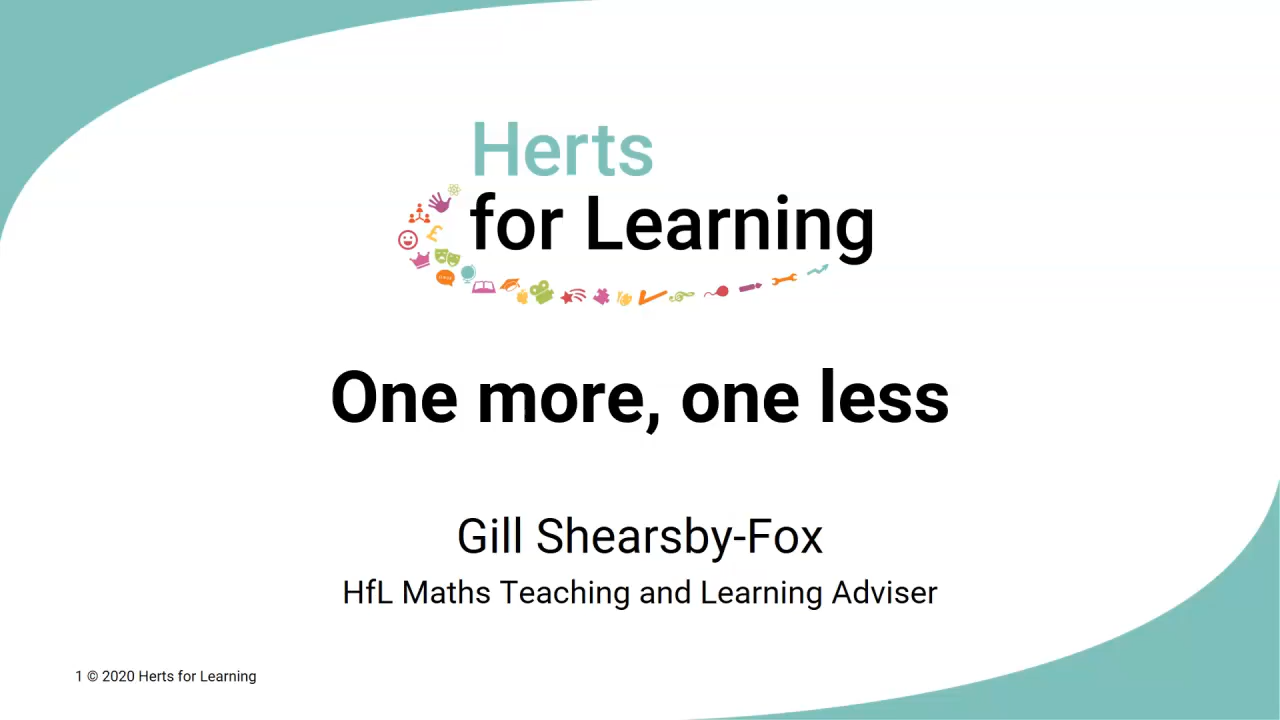 Herts
for Learning
One more, one less
Gill Shearsby-Fox
HfL Maths Teaching and Learning Adviser
1 © 2020 Herts for Learning